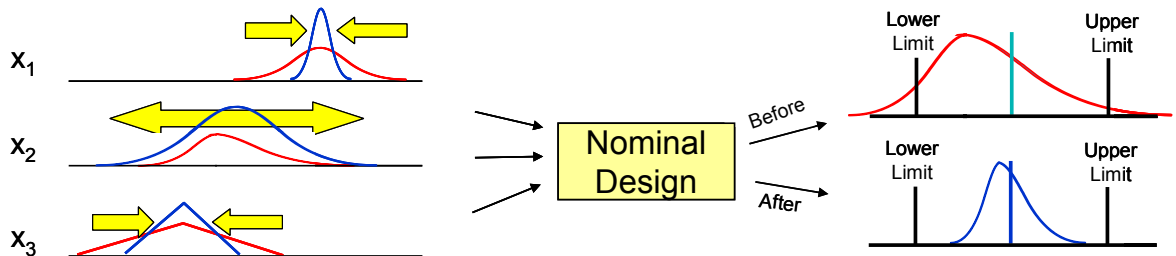 x1
x2
x3
Nominal
Design
Before
After
Lower
Limit
Upper
Limit
Lower
Limit
Upper
Limit